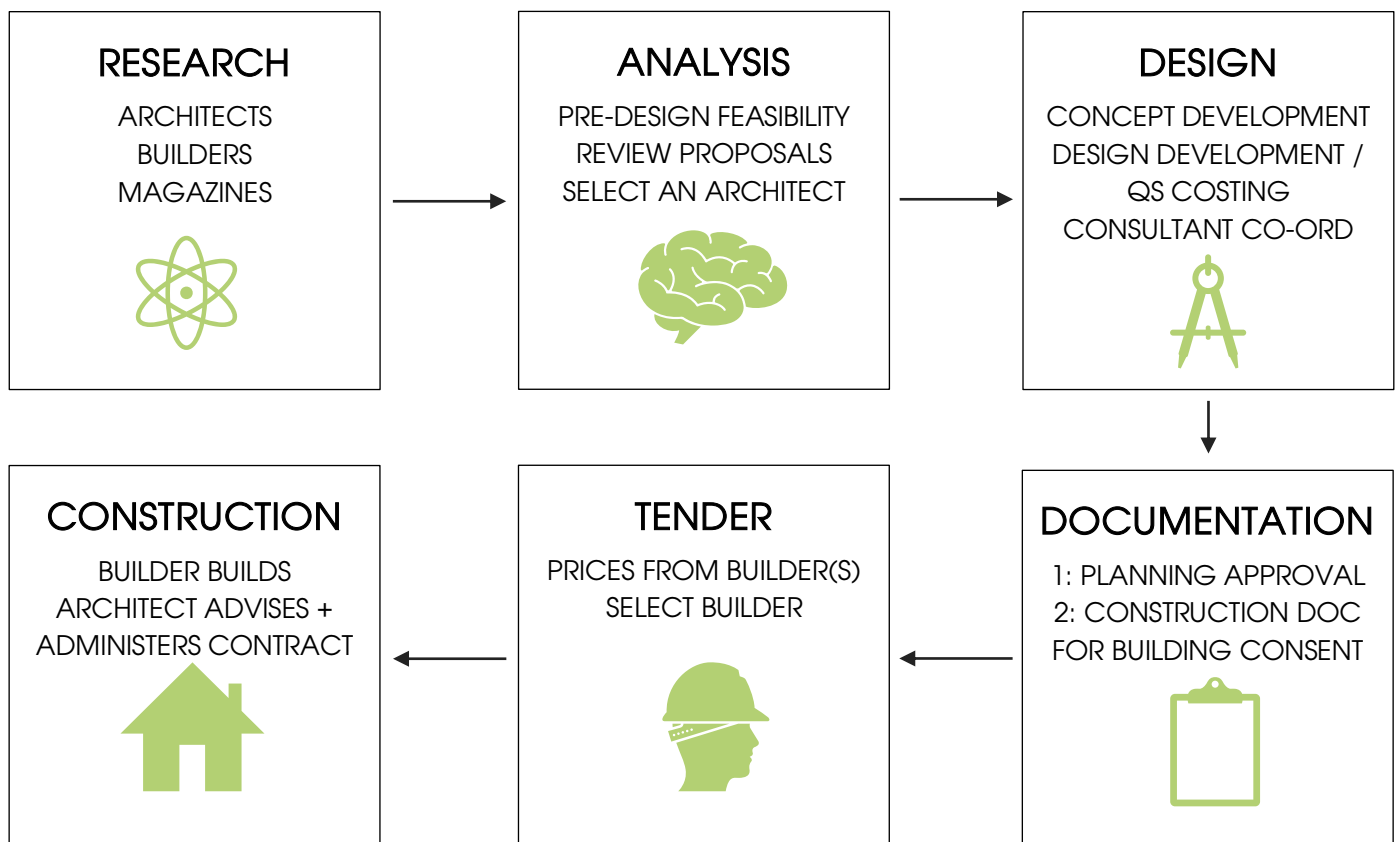 RESEARCH
ARCHITECTS
BUILDERS
MAGAZINES
ANALYSIS
PRE-DESIGN FEASIBILITY
REVIEW PROPOSALS
SELECT AN ARCHITECT
DESIGN
CONCEPT DEVELOPMENT
DESIGN DEVELOPMENT /
QS COSTING
CONSULTANT CO-ORD
DOCUMENTATION
1: PLANNING APPROVAL
2: CONSTRUCTION DOC
FOR BUILDING CONSENT
TENDER
PRICES FROM BUILDER(S)
SELECT BUILDER
CONSTRUCTION
BUILDER BUILDS
ARCHITECT ADVISES +
ADMINISTERS CONTRACT